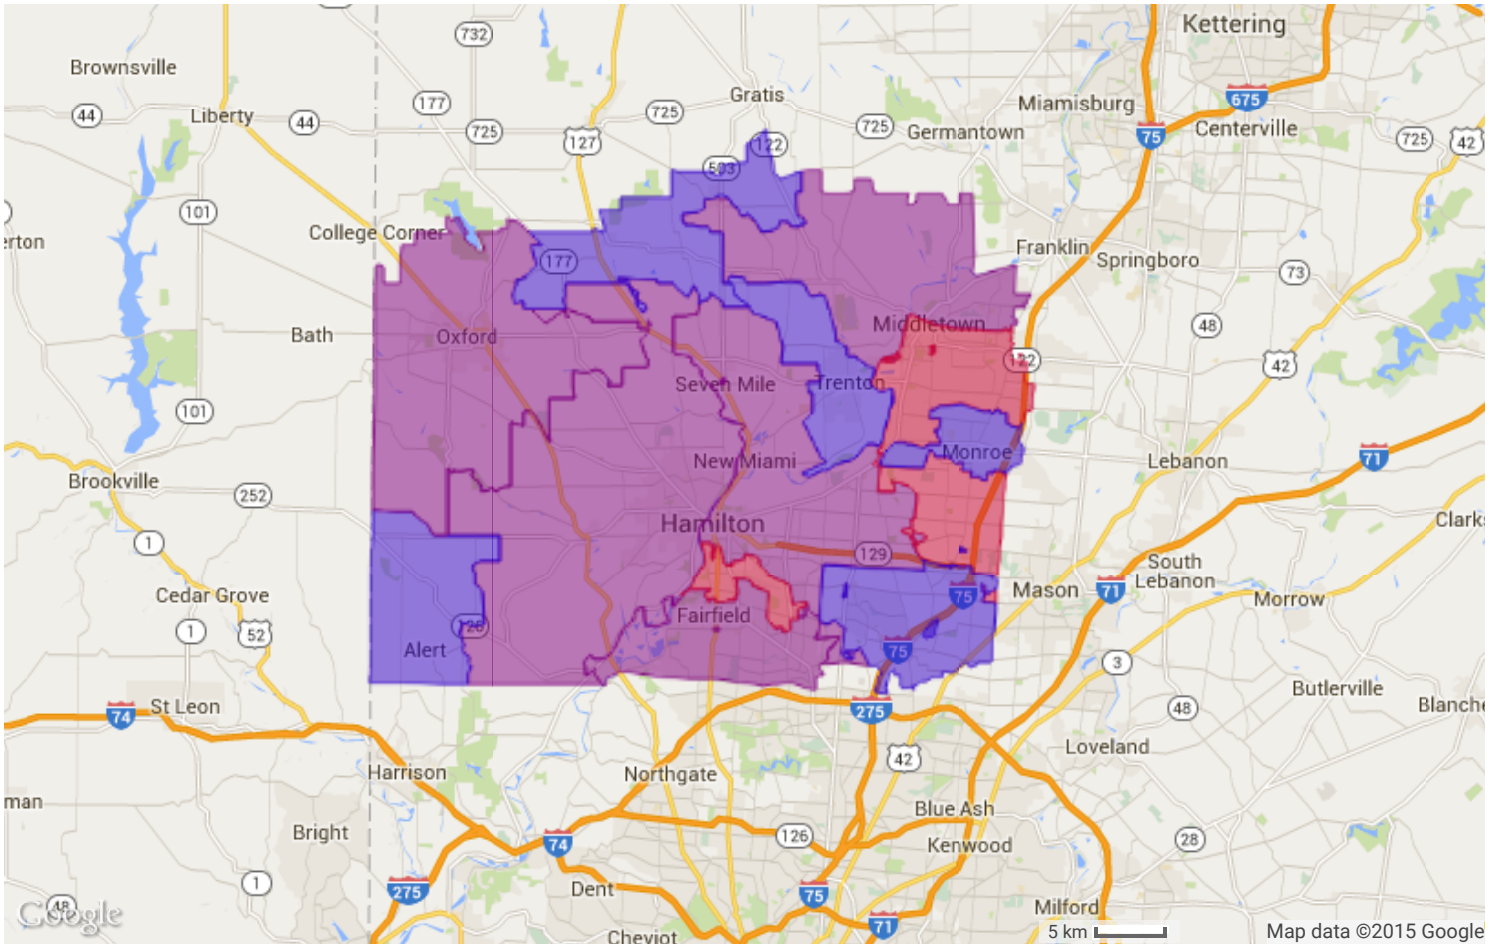 Kettering
732
Brownsville
Gratis
675
177
Miamisburg
44
Liberty
44
725
725
Germantown
Centerville
725
42
127
122
75
503
101
College Corner
erton
Franklin
Springboro
177
73
Middletown
48
Bath
Oxford
122
42
Seven Mile
Trenton
101
Monroe
71
Lebanon
New Miami
Brookville
252
Hamilton
Clarks
1
129
South
Lebanon
Cedar Grove
75
Mason
71
Morrow
1
52
Fairfield
126
Alert
75
3
Butlerville
74
St Leon
275
48
Blanche
Loveland
42
Harrison
Northgate
man
Blue Ash
Bright
126
28
74
Kenwood
1
275
Dent
75
48
Google
71
Milford
Cheviot
5 km
Map data ©2015 Google